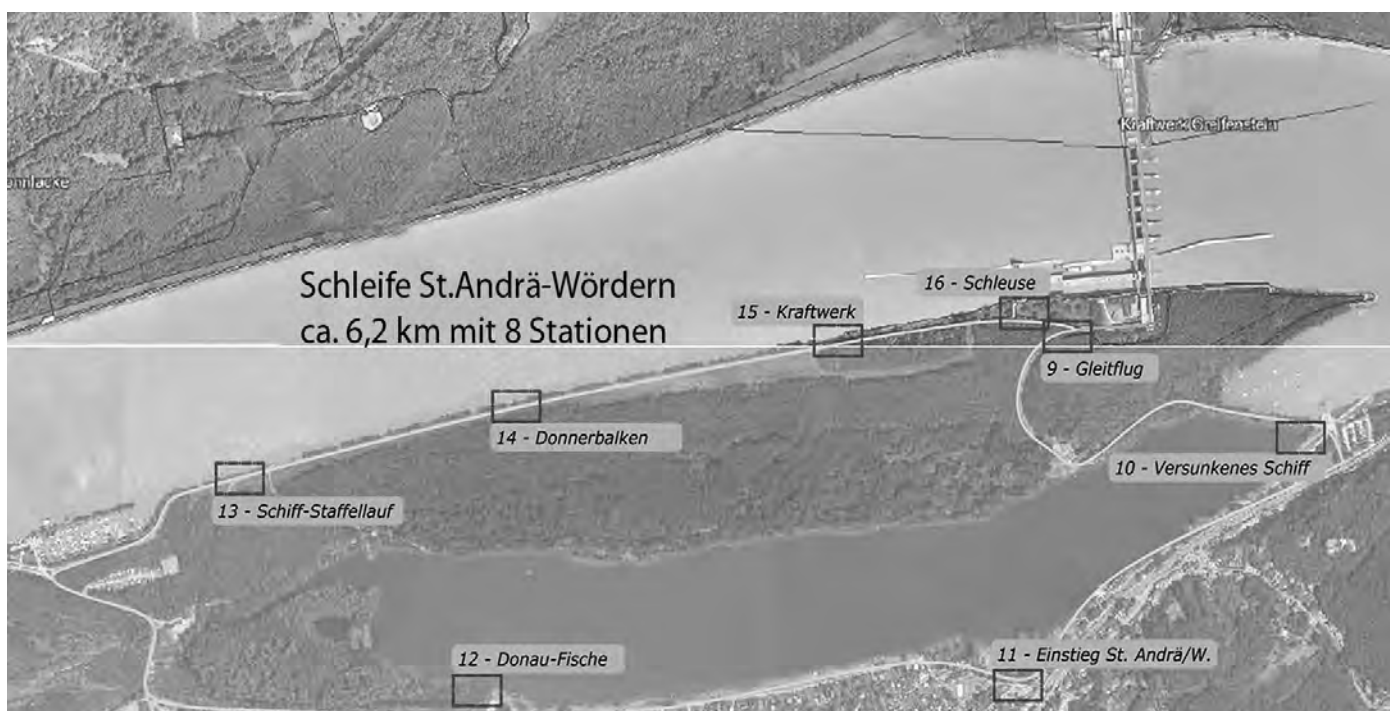 Kraftwerk Greifenstein
Schleife St.Andrä-Wördern
ca. 6,2 km mit 8 Stationen
16 - Schleuse
15 - Kraftwerk
9 - Gleitflug
14 - Donnerbalken
10 - Versunkenes Schiff
13 - Schiff-Staffellauf
12 - Donau-Fische
11 - Einstieg St. Andrä/W.